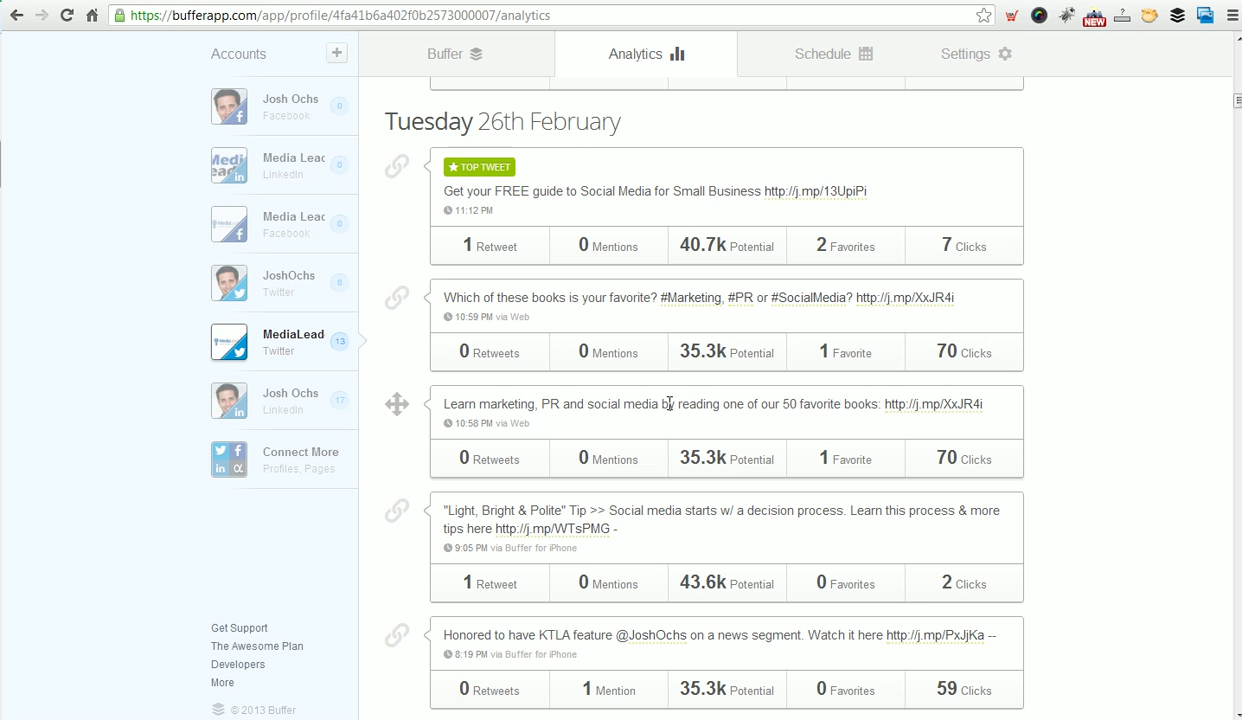 https://bufferapp.com/app/profile/4fa41b6a402f0b2573000007/analytics
NEW
Accounts
+
Buffer
Analytics
Schedule
Settings
Josh Ochs
Facebook
0
Media Lead
LinkedIn
0
Media Lead
Facebook
0
JoshOchs
Twitter
8
MediaLead
Twitter
13
Josh Ochs
LinkedIn
17
Connect More
Profiles, Pages
Get Support
The Awesome Plan
Developers
More
© 2013 Buffer
Tuesday 26th February
TOP TWEET
Get your FREE guide to Social Media for Small Business http://j.mp/13UpiPi
11:12 PM
1 Retweet 0 Mentions 40.7k Potential 2 Favorites 7 Clicks
Which of these books is your favorite? #Marketing, #PR or #SocialMedia? http://j.mp/XxJR4i
10:59 PM via Web
0 Retweets 0 Mentions 35.3k Potential 1 Favorite 70 Clicks
Learn marketing, PR and social media by reading one of our 50 favorite books: http://j.mp/XxJR4i
10:58 PM via Web
0 Retweets 0 Mentions 35.3k Potential 1 Favorite 70 Clicks
"Light, Bright & Polite" Tip >> Social media starts w/ a decision process. Learn this process & more
tips here http://j.mp/WTsPMG -
9:05 PM via Buffer for iPhone
1 Retweet 0 Mentions 43.6k Potential 0 Favorites 2 Clicks
Honored to have KTLA feature @JoshOchs on a news segment. Watch it here http://j.mp/PxJjKa --
8:19 PM via Buffer for iPhone
0 Retweets 1 Mention 35.3k Potential 0 Favorites 59 Clicks